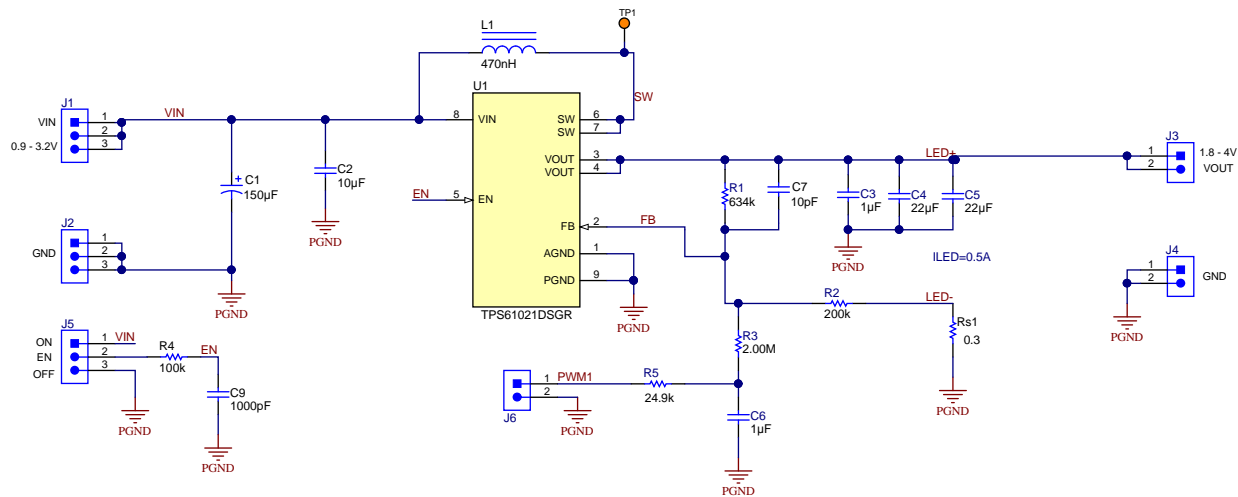 TP1
L1
470nH
SW
U1
J1
VIN
0.9 - 3.2V
1
2
3
VIN
C1
+
150µF
C2
10µF
PGND
8
VIN
SW
6
SW
7
VOUT
3
VOUT
4
EN
5
EN
FB
2
FB
AGND
1
PGND
9
TPS61021DSGR
PGND
J2
GND
1
2
3
PGND
R1
634k
C7
10pF
C3
1µF
C4
22µF
C5
22µF
LED+
PGND
ILED=0.5A
J3
1
2
1.8 - 4V
VOUT
J4
1
2
GND
PGND
J5
ON
EN
OFF
1
2
3
VIN
R4
100k
EN
C9
1000pF
PGND
PGND
R2
200k
LED-
Rs1
0.3
PGND
R3
2.00M
J6
1
2
PWM1
R5
24.9k
PGND
C6
1µF
PGND